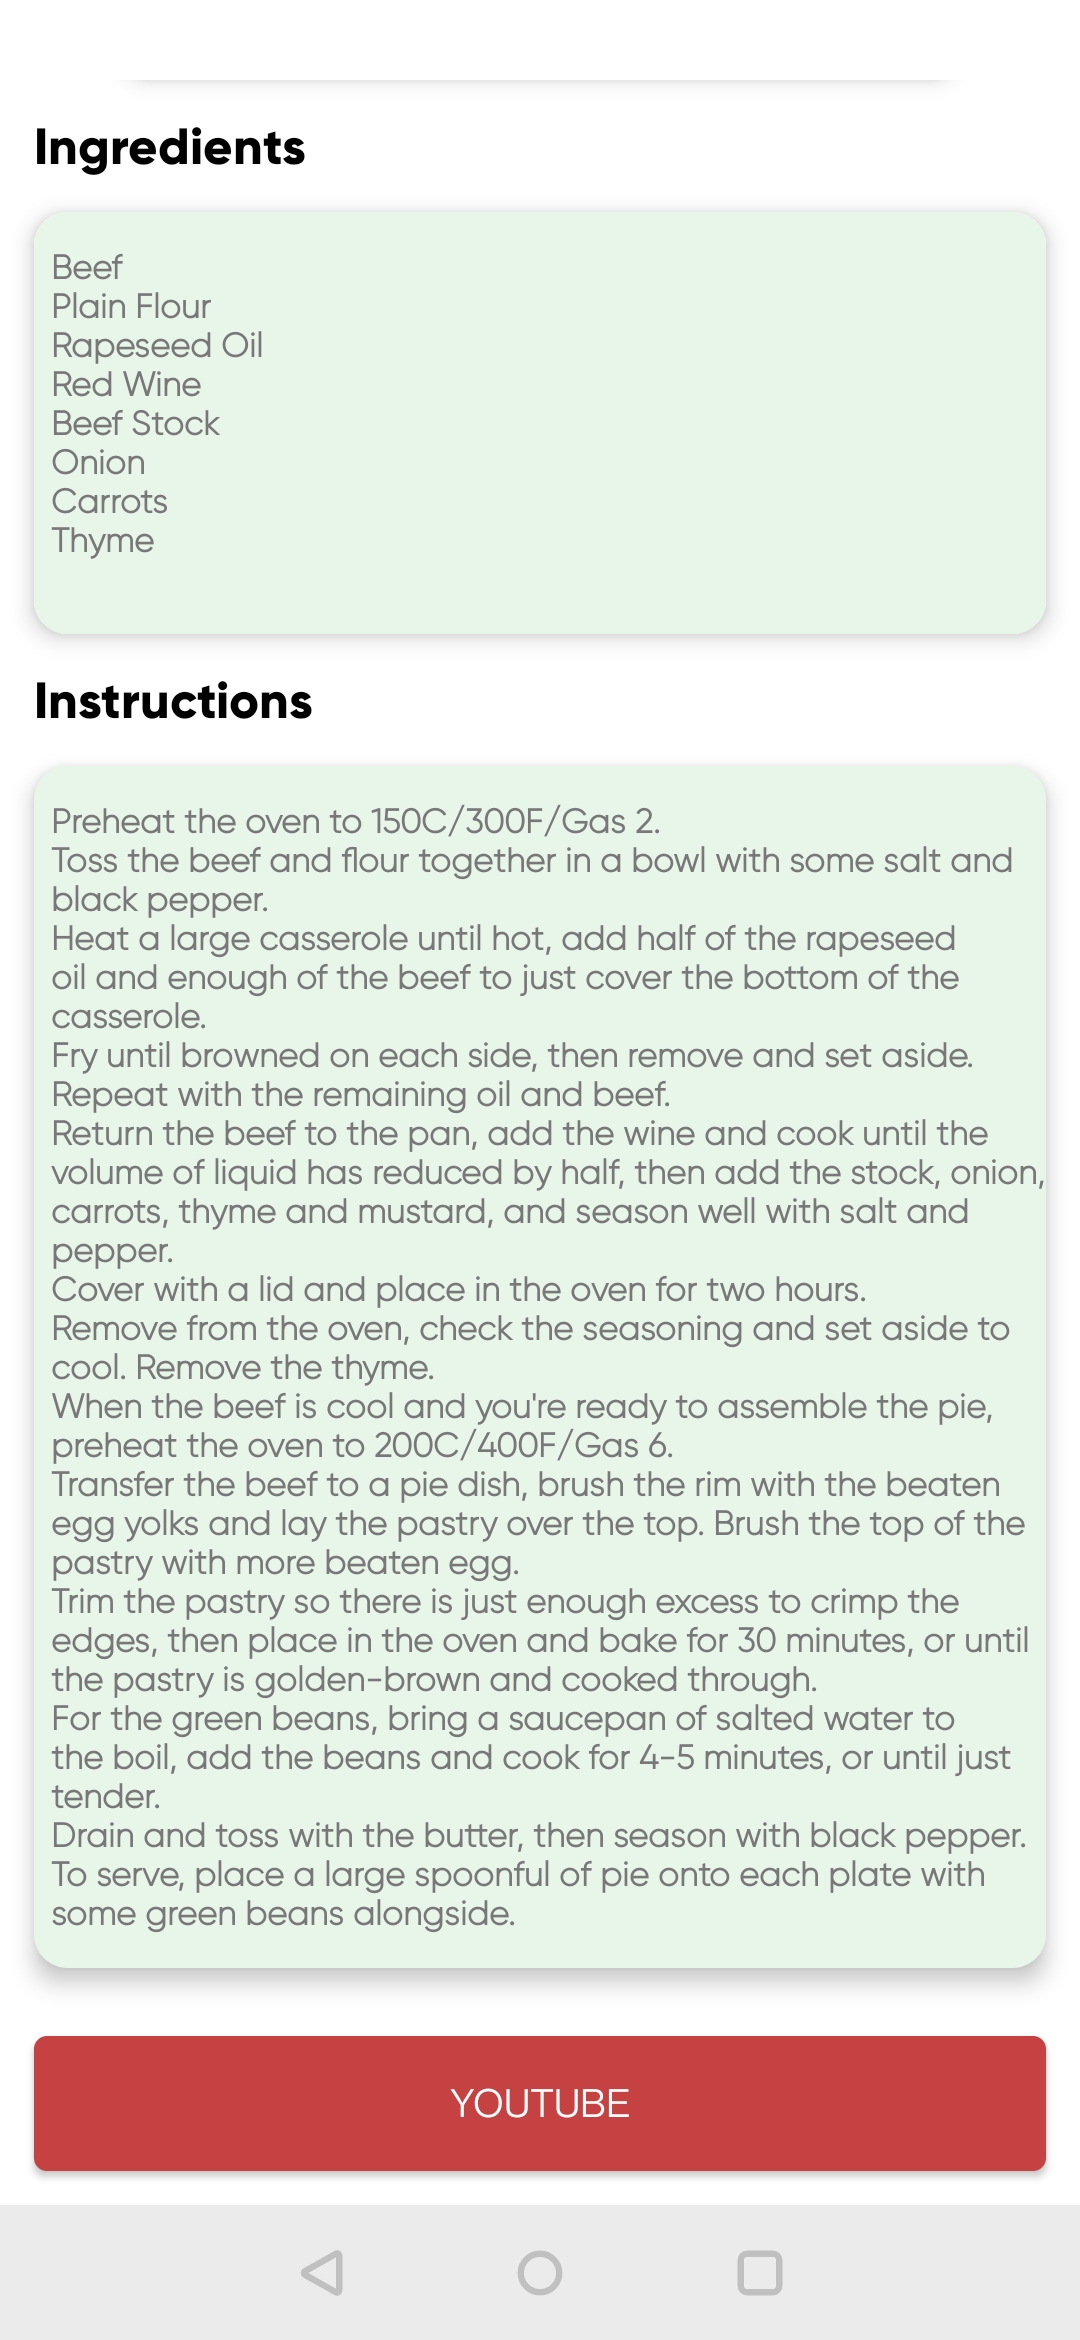 Ingredients
Beef
Plain Flour
Rapeseed Oil
Red Wine
Beef Stock
Onion
Carrots
Thyme
Instructions
Preheat the oven to 150C/300F/Gas 2.
Toss the beef and flour together in a bowl with some salt and
black pepper.
Heat a large casserole until hot, add half of the rapeseed
oil and enough of the beef to just cover the bottom of the
casserole.
Fry until browned on each side, then remove and set aside.
Repeat with the remaining oil and beef.
Return the beef to the pan, add the wine and cook until the
volume of liquid has reduced by half, then add the stock, onion,
carrots, thyme and mustard, and season well with salt and
pepper.
Cover with a lid and place in the oven for two hours.
Remove from the oven, check the seasoning and set aside to
cool. Remove the thyme.
When the beef is cool and you're ready to assemble the pie,
preheat the oven to 200C/400F/Gas 6.
Transfer the beef to a pie dish, brush the rim with the beaten
egg yolks and lay the pastry over the top. Brush the top of the
pastry with more beaten egg.
Trim the pastry so there is just enough excess to crimp the
edges, then place in the oven and bake for 30 minutes, or until
the pastry is golden-brown and cooked through.
For the green beans, bring a saucepan of salted water to
the boil, add the beans and cook for 4-5 minutes, or until just
tender.
Drain and toss with the butter, then season with black pepper.
To serve, place a large spoonful of pie onto each plate with
some green beans alongside.
YOUTUBE